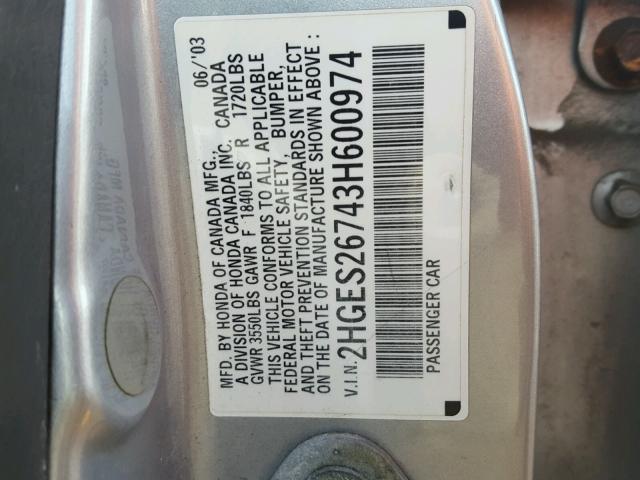 MFD. BY HONDA OF CANADA MFG., 06/'03
A DIVISION OF HONDA CANADA INC. CANADA
GVWR 3550LBS GAWR F 1840LBS R 1720LBS
THIS VEHICLE CONFORMS TO ALL APPLICABLE
FEDERAL MOTOR VEHICLE SAFETY, BUMPER,
AND THEFT PREVENTION STANDARDS IN EFFECT
ON THE DATE OF MANUFACTURE SHOWN ABOVE :
V.I.N. 2HGES26743H600974
PASSENGER CAR